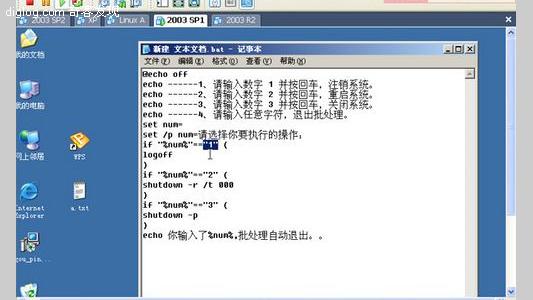 digibg.com 奇客发现
2003 SP2 XP Linux A 2003 SP1 2003 R2
新建 文本文档.bat - 记事本
文件(F) 编辑(E) 格式(O) 查看(V) 帮助(H)
@echo off
echo ------1、请输入数字 1 并按回车，注销系统。
echo ------2、请输入数字 2 并按回车，重启系统。
echo ------3、请输入数字 3 并按回车，关闭系统。
echo ------4、请输入任意字符，退出批处理。
set num=
set /p num=请选择你要执行的操作：
if "%num%"=="1" (
logoff
)
if "%num%"=="2" (
shutdown -r /t 000
)
if "%num%"=="3" (
shutdown -p
)
echo 你输入了%num%,批处理自动退出。。
我的文档
我的电脑
网上邻居
WPS
Internet
Explorer
a.txt